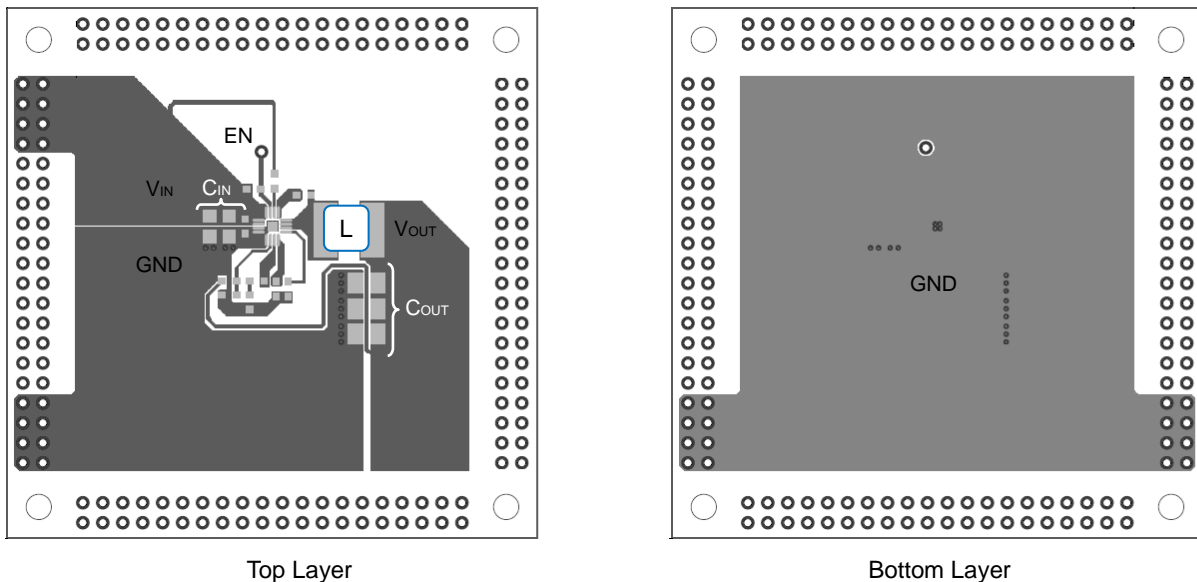 EN
VIN
CIN
L
VOUT
GND
COUT
GND
Top Layer
Bottom Layer